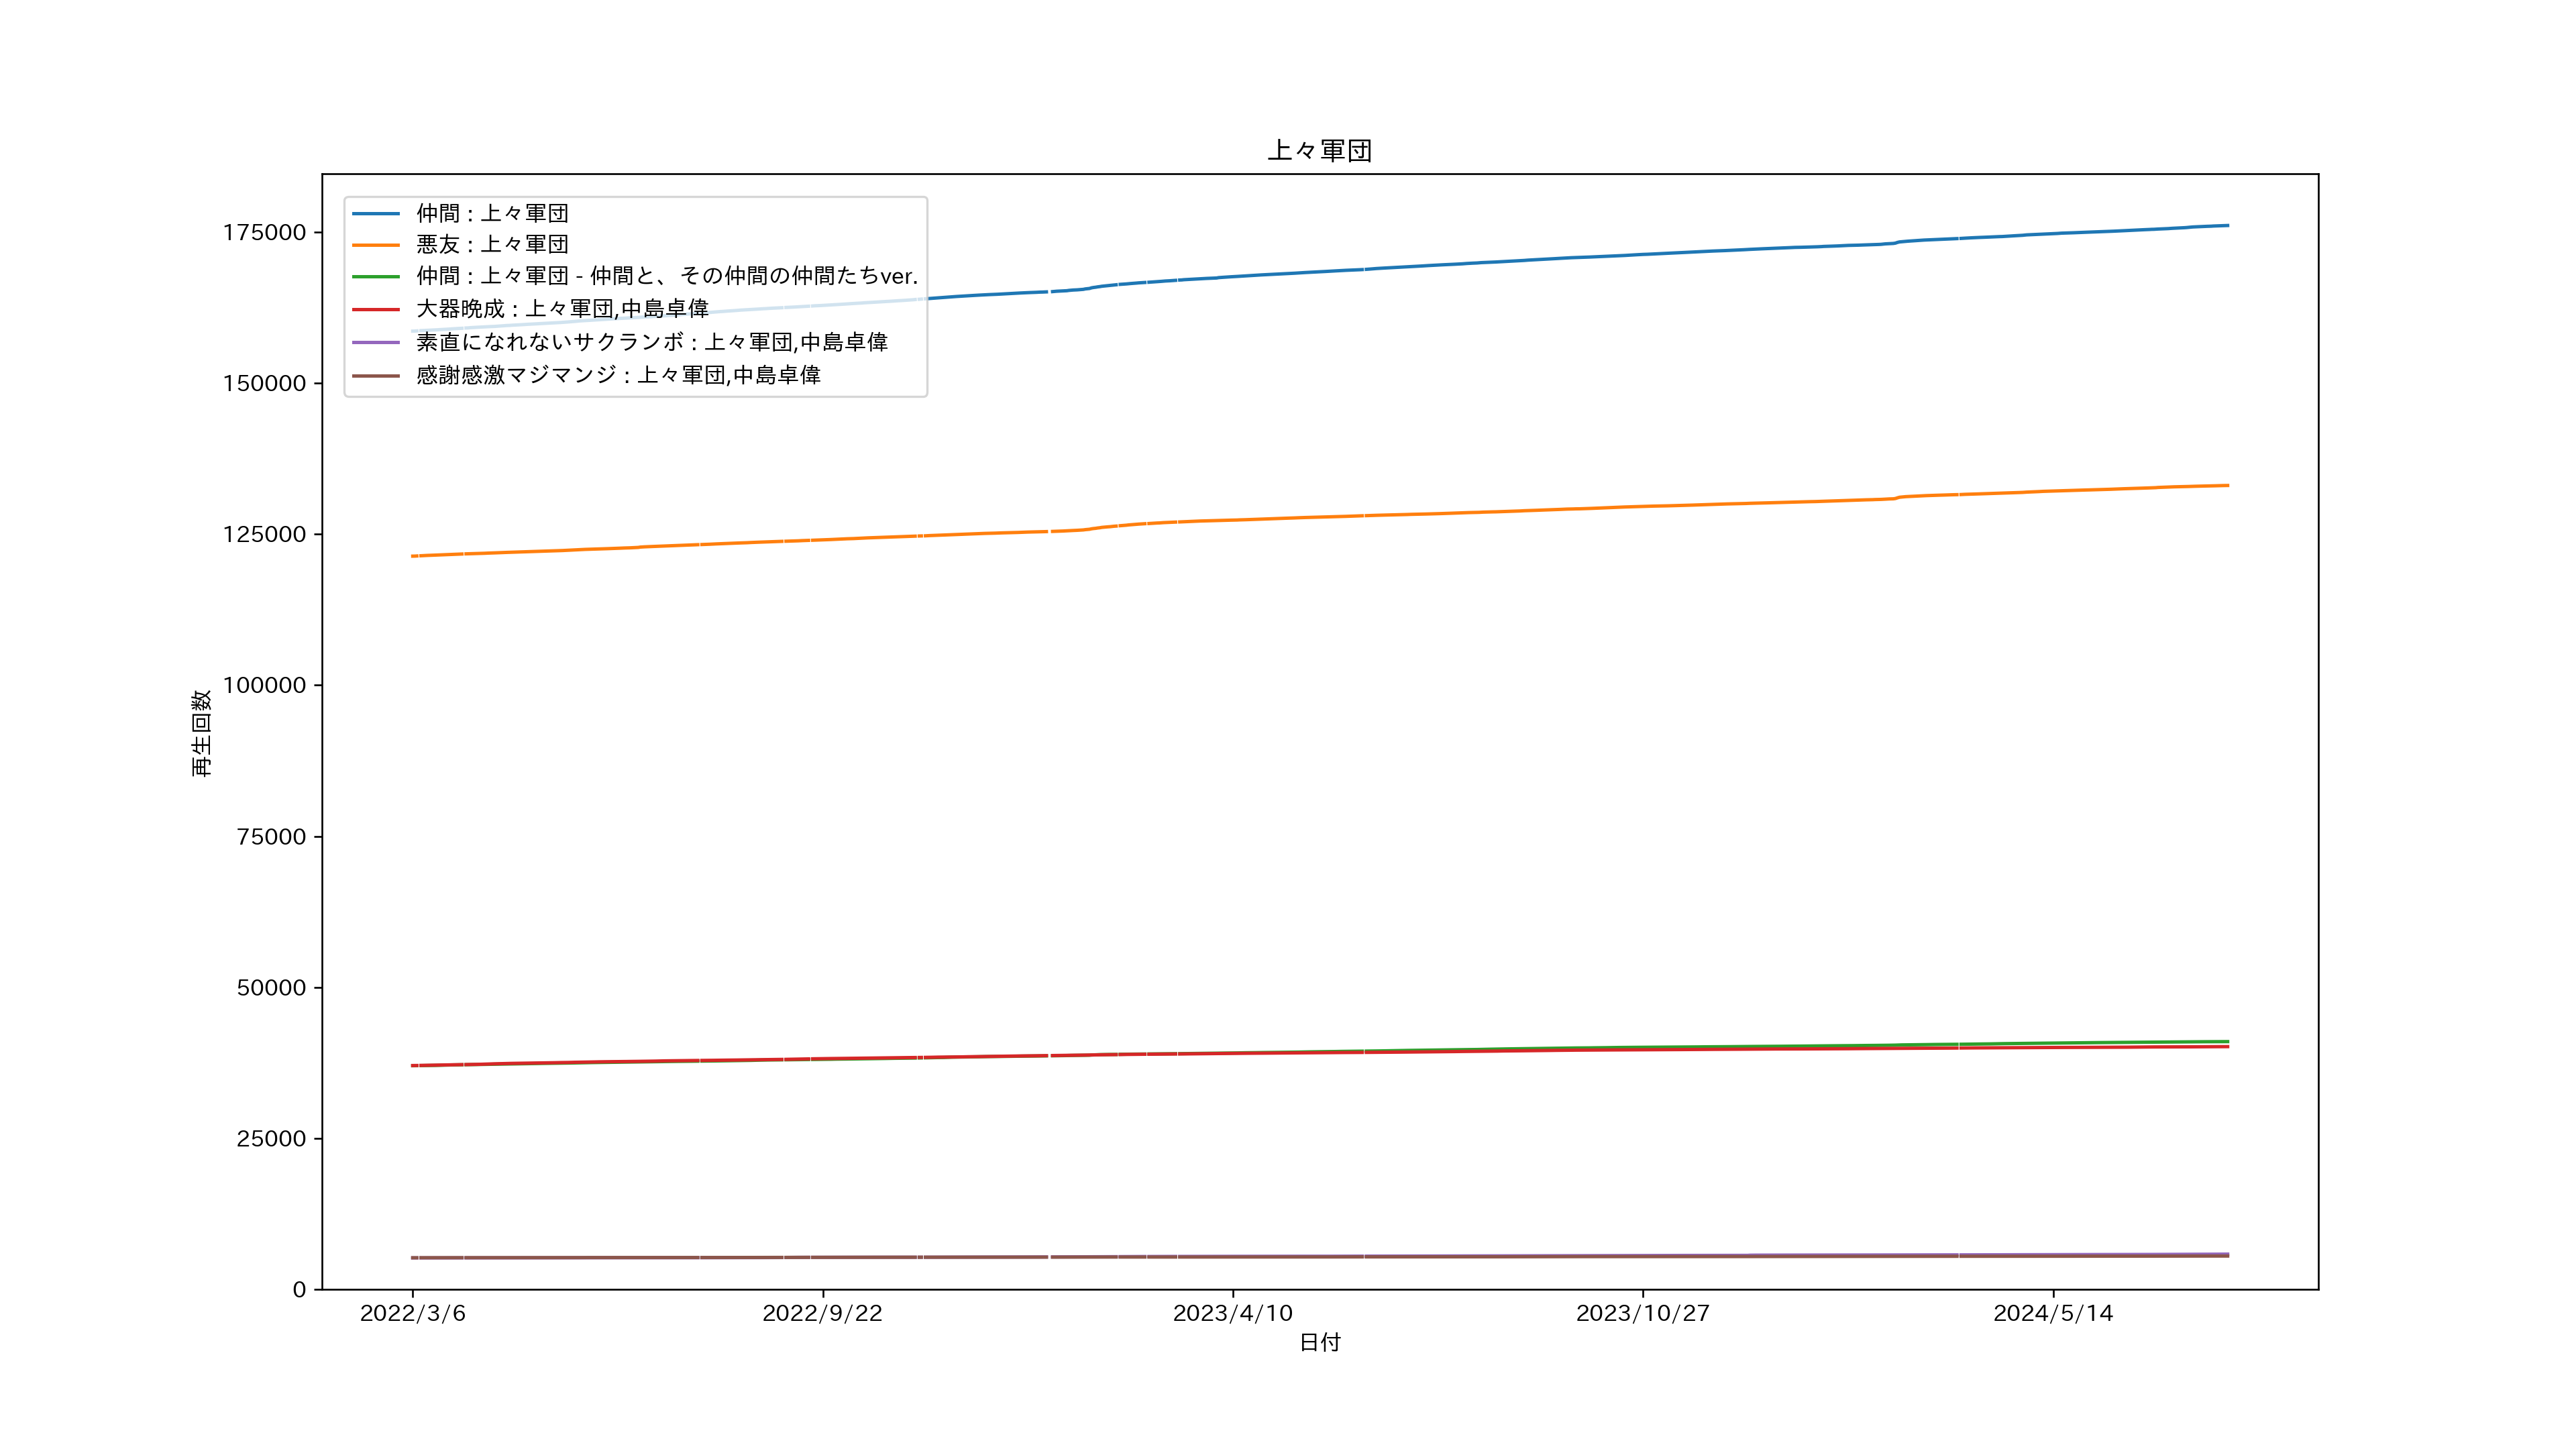 上々軍団
仲間 : 上々軍団
悪友 : 上々軍団
仲間 : 上々軍団 - 仲間と、その仲間の仲間たちver.
大器晩成 : 上々軍団,中島卓偉
素直になれないサクランボ : 上々軍団,中島卓偉
感謝感激マジマンジ : 上々軍団,中島卓偉
175000
150000
125000
100000
75000
50000
25000
0
再生回数
2022/3/6
2022/9/22
2023/4/10
2023/10/27
2024/5/14
日付